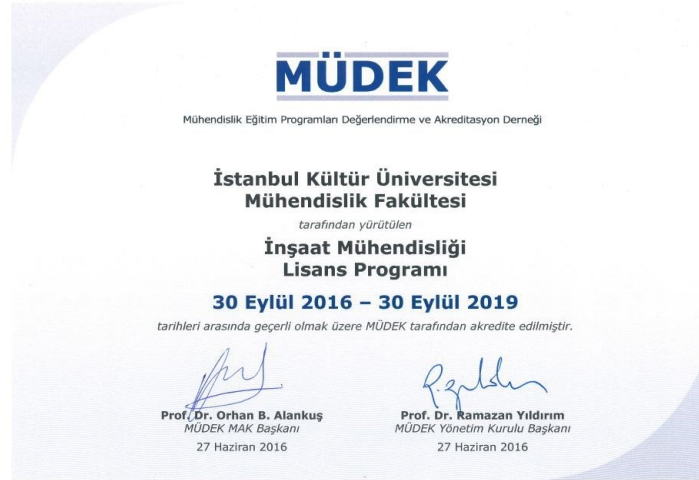 MÜDEK
Mühendislik Eğitim Programları Değerlendirme ve Akreditasyon Derneği
İstanbul Kültür Üniversitesi
Mühendislik Fakültesi
tarafından yürütülen
İnşaat Mühendisliği
Lisans Programı
30 Eylül 2016 – 30 Eylül 2019
tarihleri arasında geçerli olmak üzere MÜDEK tarafından akredite edilmiştir.
Prof. Dr. Orhan B. Alankuş
MÜDEK MAK Başkanı
27 Haziran 2016
Prof. Dr. Ramazan Yıldırım
MÜDEK Yönetim Kurulu Başkanı
27 Haziran 2016